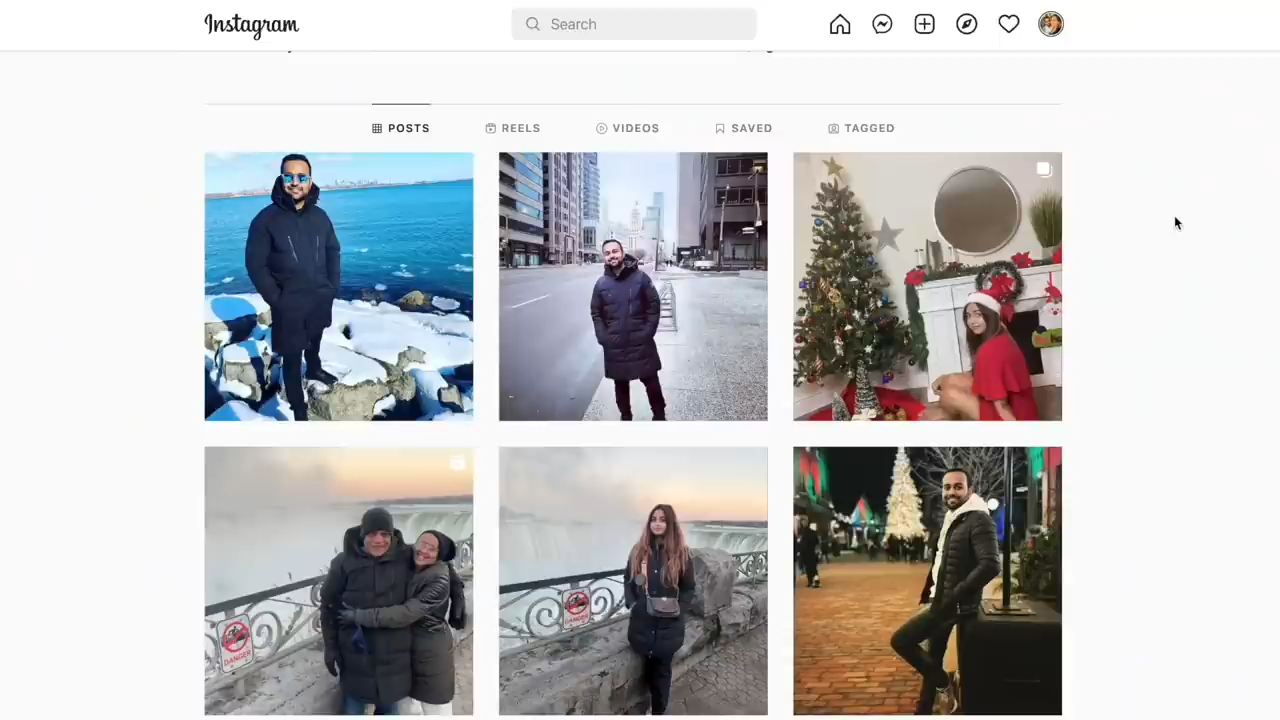 Instagram
Search
POSTS
REELS
VIDEOS
SAVED
TAGGED
DANGER
DANGER